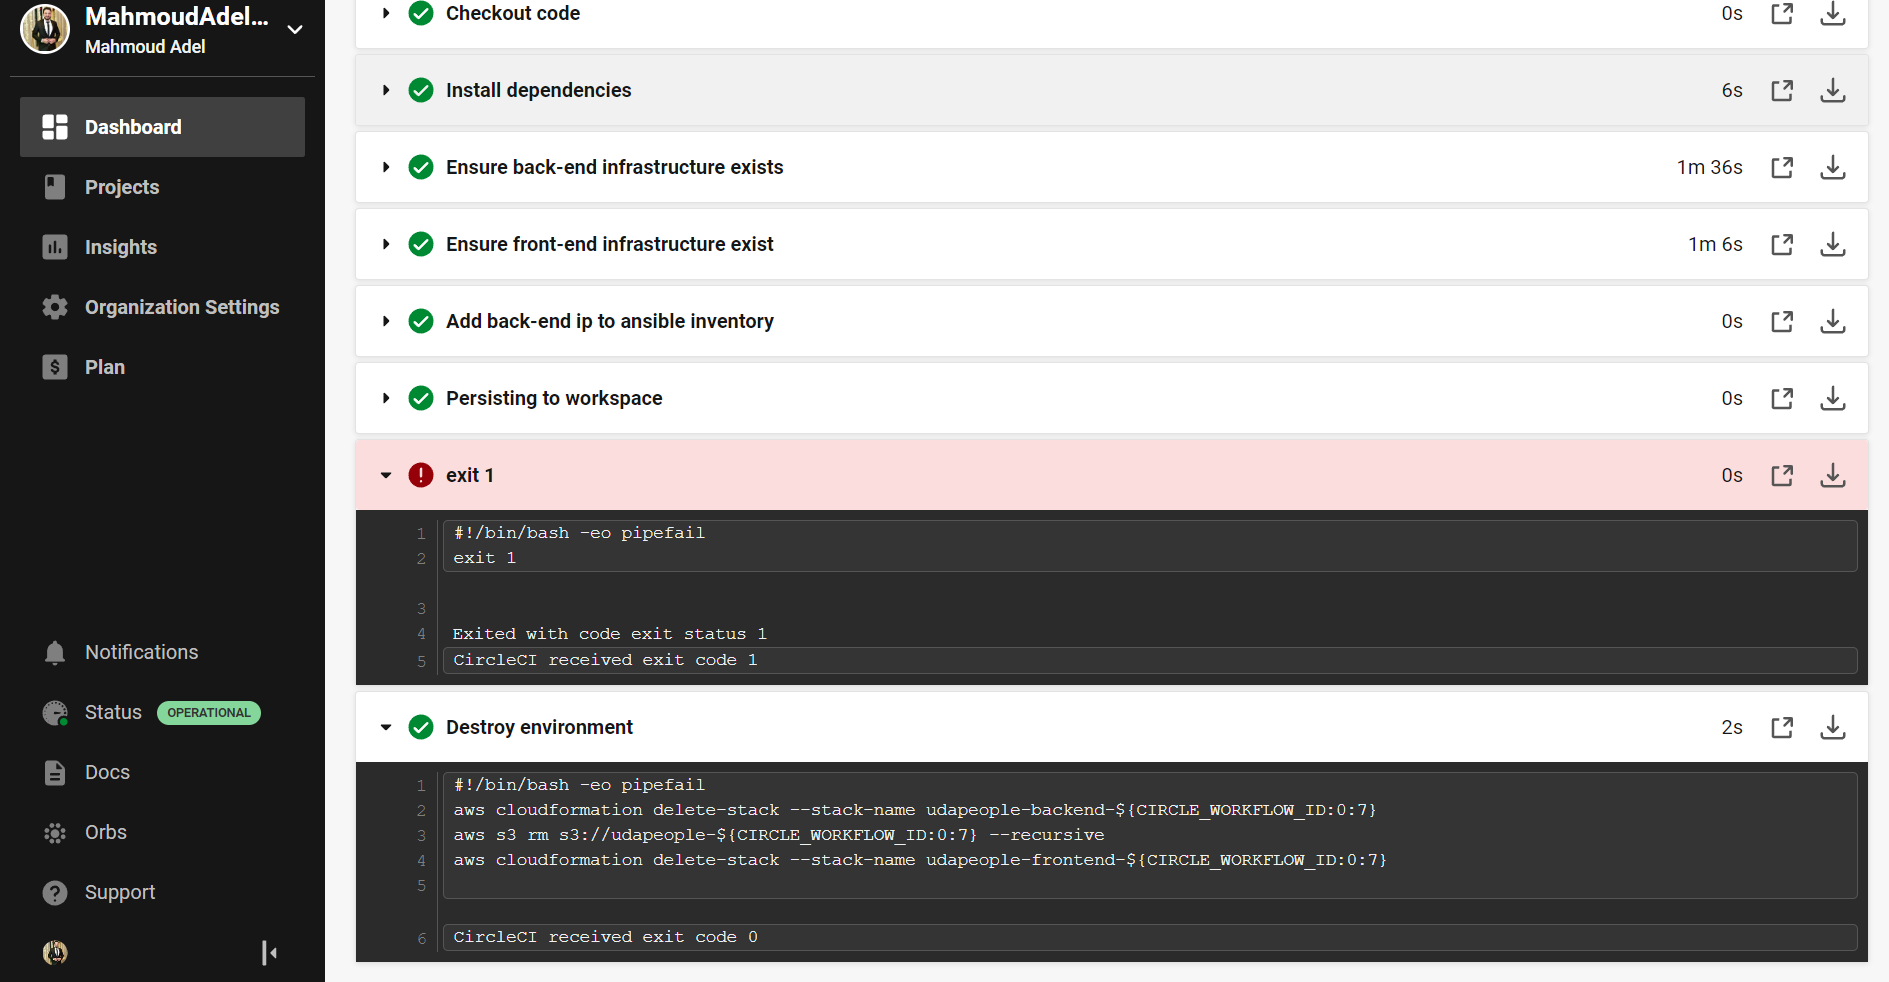 MahmoudAdel...
Mahmoud Adel
Dashboard
Projects
Insights
Organization Settings
Plan
Notifications
Status OPERATIONAL
Docs
Orbs
Support
Checkout code 0s
Install dependencies 6s
Ensure back-end infrastructure exists 1m 36s
Ensure front-end infrastructure exist 1m 6s
Add back-end ip to ansible inventory 0s
Persisting to workspace 0s
exit 1 0s
1 #!/bin/bash -eo pipefail
2 exit 1
3
4 Exited with code exit status 1
5 CircleCI received exit code 1
Destroy environment 2s
1 #!/bin/bash -eo pipefail
2 aws cloudformation delete-stack --stack-name udapeople-backend-${CIRCLE_WORKFLOW_ID:0:7}
3 aws s3 rm s3://udapeople-${CIRCLE_WORKFLOW_ID:0:7} --recursive
4 aws cloudformation delete-stack --stack-name udapeople-frontend-${CIRCLE_WORKFLOW_ID:0:7}
5
6 CircleCI received exit code 0